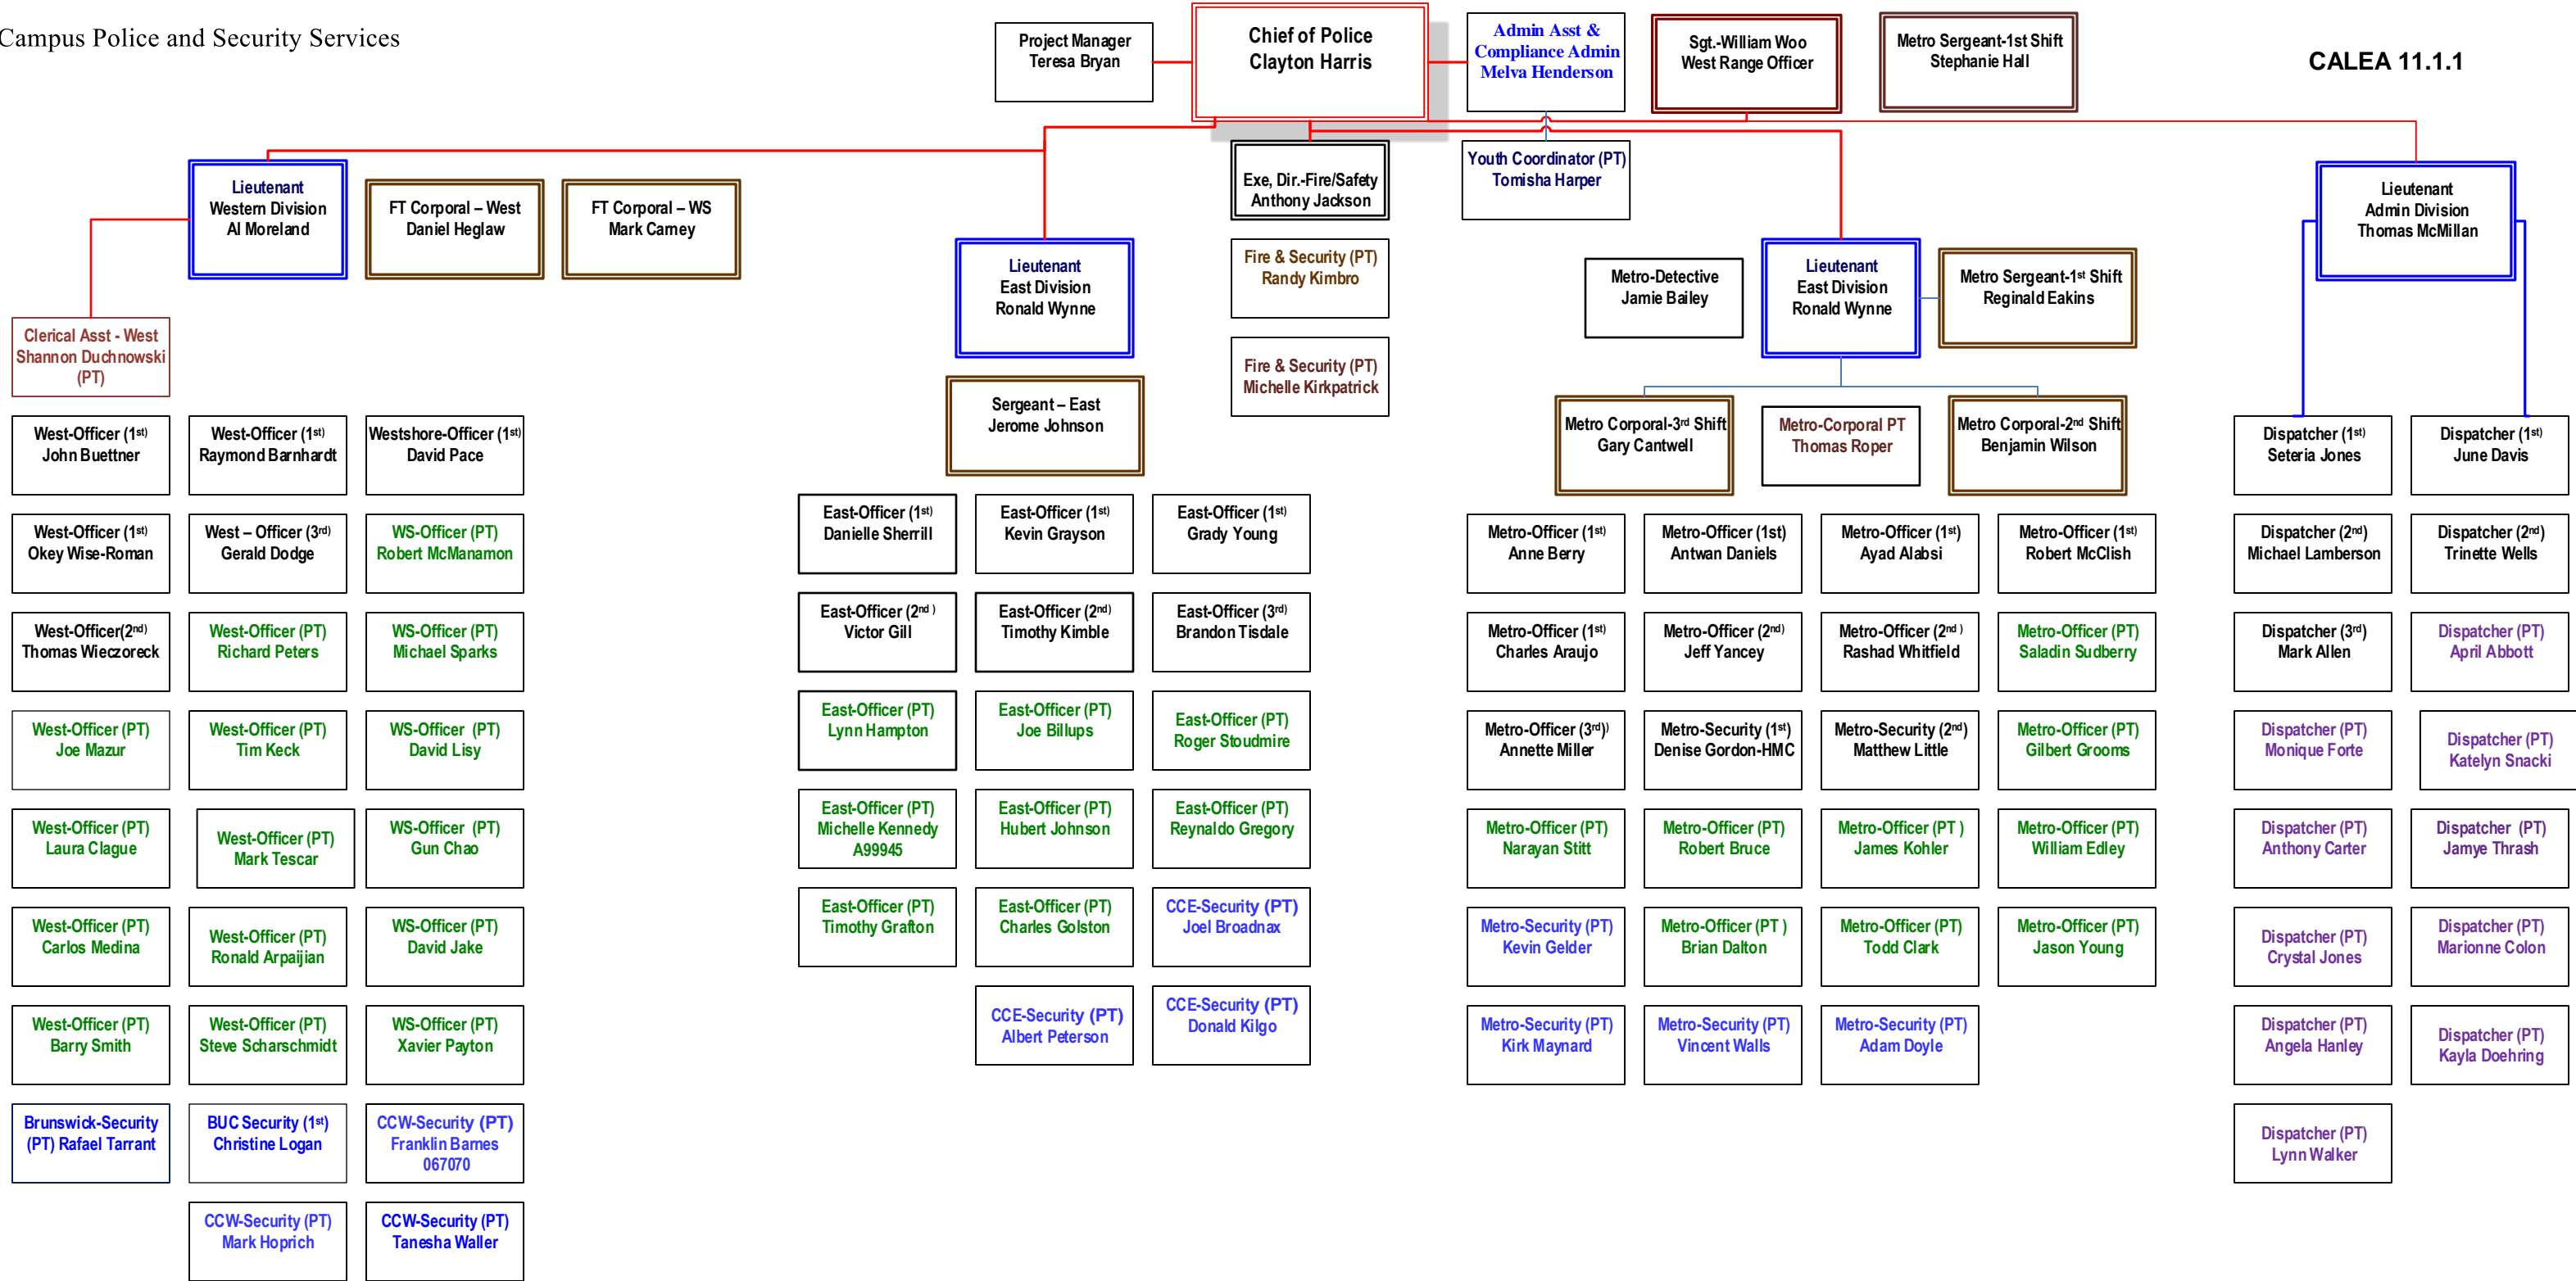 Campus Police and Security Services
CALEA 11.1.1
Project Manager
Teresa Bryan
Chief of Police
Clayton Harris
Admin Asst &
Compliance Admin
Melva Henderson
Sgt.-William Woo
West Range Officer
Metro Sergeant-1st Shift
Stephanie Hall
Youth Coordinator (PT)
Tomisha Harper
Exe, Dir.-Fire/Safety
Anthony Jackson
Fire & Security (PT)
Randy Kimbro
Fire & Security (PT)
Michelle Kirkpatrick
Lieutenant
Western Division
Al Moreland
FT Corporal – West
Daniel Heglaw
FT Corporal – WS
Mark Carney
Clerical Asst - West
Shannon Duchnowski
(PT)
West-Officer (1st)
John Buettner
West-Officer (1st)
Raymond Barnhardt
Westshore-Officer (1st)
David Pace
West-Officer (1st)
Okey Wise-Roman
West – Officer (3rd)
Gerald Dodge
WS-Officer (PT)
Robert McManamon
West-Officer(2nd)
Thomas Wieczoreck
West-Officer (PT)
Richard Peters
WS-Officer (PT)
Michael Sparks
West-Officer (PT)
Joe Mazur
West-Officer (PT)
Tim Keck
WS-Officer (PT)
David Lisy
West-Officer (PT)
Laura Clague
West-Officer (PT)
Mark Tescar
WS-Officer (PT)
Gun Chao
West-Officer (PT)
Carlos Medina
West-Officer (PT)
Ronald Arpaijian
WS-Officer (PT)
David Jake
West-Officer (PT)
Barry Smith
West-Officer (PT)
Steve Scharschmidt
WS-Officer (PT)
Xavier Payton
Brunswick-Security
(PT) Rafael Tarrant
BUC Security (1st)
Christine Logan
CCW-Security (PT)
Franklin Barnes
067070
CCW-Security (PT)
Mark Hoprich
CCW-Security (PT)
Tanesha Waller
Lieutenant
East Division
Ronald Wynne
Sergeant – East
Jerome Johnson
East-Officer (1st)
Danielle Sherrill
East-Officer (1st)
Kevin Grayson
East-Officer (1st)
Grady Young
East-Officer (2nd )
Victor Gill
East-Officer (2nd)
Timothy Kimble
East-Officer (3rd)
Brandon Tisdale
East-Officer (PT)
Lynn Hampton
East-Officer (PT)
Joe Billups
East-Officer (PT)
Roger Stoudmire
East-Officer (PT)
Michelle Kennedy
A99945
East-Officer (PT)
Hubert Johnson
East-Officer (PT)
Reynaldo Gregory
East-Officer (PT)
Timothy Grafton
East-Officer (PT)
Charles Golston
CCE-Security (PT)
Joel Broadnax
CCE-Security (PT)
Albert Peterson
CCE-Security (PT)
Donald Kilgo
Metro-Detective
Jamie Bailey
Lieutenant
East Division
Ronald Wynne
Metro Sergeant-1st Shift
Reginald Eakins
Metro Corporal-3rd Shift
Gary Cantwell
Metro-Corporal PT
Thomas Roper
Metro Corporal-2nd Shift
Benjamin Wilson
Metro-Officer (1st)
Anne Berry
Metro-Officer (1st)
Antwan Daniels
Metro-Officer (1st)
Ayad Alabsi
Metro-Officer (1st)
Robert McClish
Metro-Officer (1st)
Charles Araujo
Metro-Officer (2nd)
Jeff Yancey
Metro-Officer (2nd )
Rashad Whitfield
Metro-Officer (PT)
Saladin Sudberry
Metro-Officer (3rd))
Annette Miller
Metro-Security (1st)
Denise Gordon-HMC
Metro-Security (2nd)
Matthew Little
Metro-Officer (PT)
Gilbert Grooms
Metro-Officer (PT)
Narayan Stitt
Metro-Officer (PT)
Robert Bruce
Metro-Officer (PT )
James Kohler
Metro-Officer (PT)
William Edley
Metro-Security (PT)
Kevin Gelder
Metro-Officer (PT )
Brian Dalton
Metro-Officer (PT)
Todd Clark
Metro-Officer (PT)
Jason Young
Metro-Security (PT)
Kirk Maynard
Metro-Security (PT)
Vincent Walls
Metro-Security (PT)
Adam Doyle
Lieutenant
Admin Division
Thomas McMillan
Dispatcher (1st)
Seteria Jones
Dispatcher (1st)
June Davis
Dispatcher (2nd)
Michael Lamberson
Dispatcher (2nd)
Trinette Wells
Dispatcher (3rd)
Mark Allen
Dispatcher (PT)
April Abbott
Dispatcher (PT)
Monique Forte
Dispatcher (PT)
Katelyn Snacki
Dispatcher (PT)
Anthony Carter
Dispatcher (PT)
Jamye Thrash
Dispatcher (PT)
Crystal Jones
Dispatcher (PT)
Marionne Colon
Dispatcher (PT)
Angela Hanley
Dispatcher (PT)
Kayla Doehring
Dispatcher (PT)
Lynn Walker